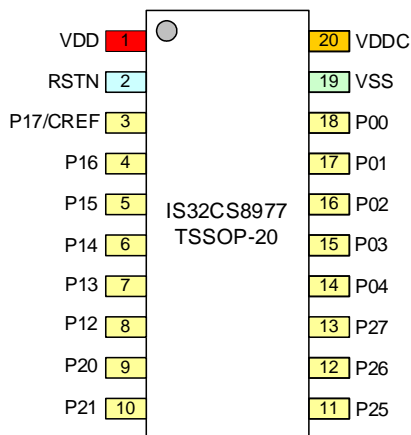 VDD 1 20 VDDC
RSTN 2 19 VSS
P17/CREF 3 18 P00
P16 4 17 P01
P15 5 16 P02
IS32CS8977
TSSOP-20
P14 6 15 P03
P13 7 14 P04
P12 8 13 P27
P20 9 12 P26
P21 10 11 P25